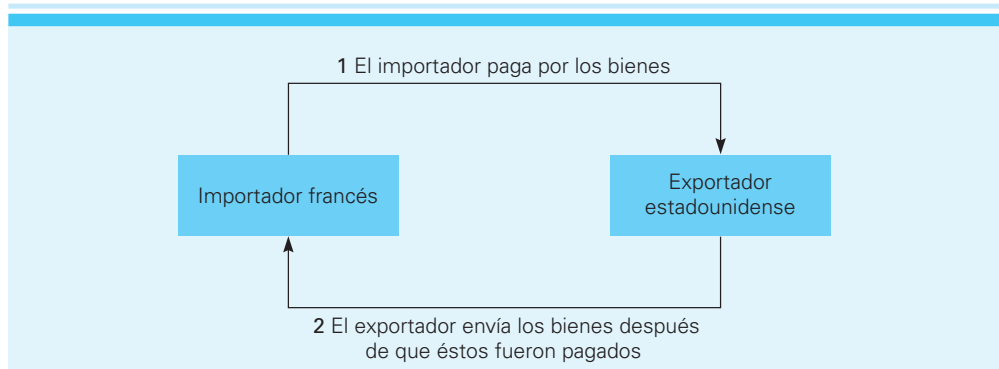 1 El importador paga por los bienes
Importador francés
Exportador
estadounidense
2 El exportador envía los bienes después
de que éstos fueron pagados